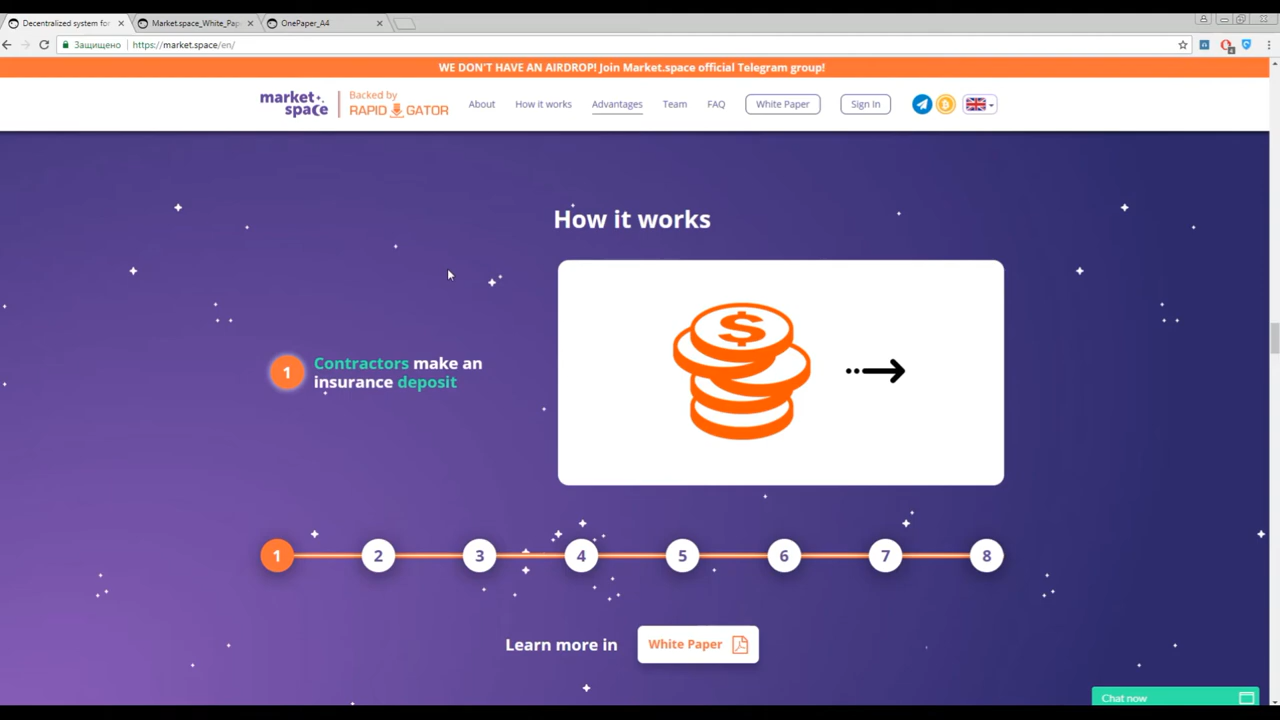 Decentralized system for
Market.space_White_Pap
OnePaper_A4
Защищено
https://market.space/en/
WE DON'T HAVE AN AIRDROP! Join Market.space official Telegram group!
market
space
Backed by
RAPID GATOR
About
How it works
Advantages
Team
FAQ
White Paper
Sign In
How it works
1
Contractors make an
insurance deposit
$
1 2 3 4 5 6 7 8
Learn more in
White Paper
Chat now